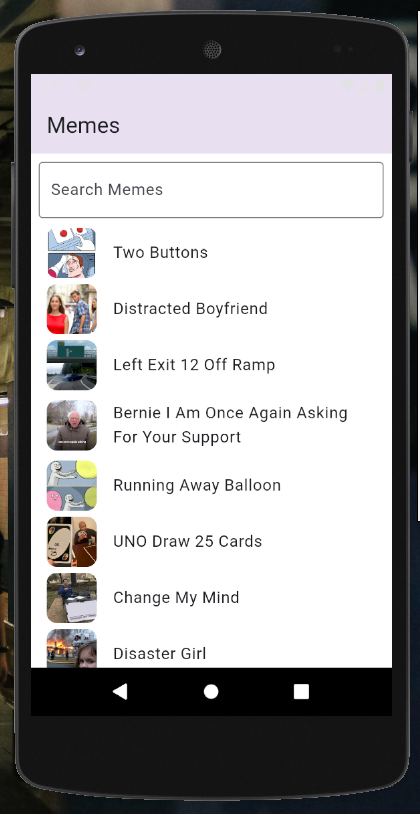 Memes
Search Memes
Two Buttons
Distracted Boyfriend
Left Exit 12 Off Ramp
Bernie I Am Once Again Asking
For Your Support
Running Away Balloon
UNO Draw 25 Cards
Change My Mind
Disaster Girl